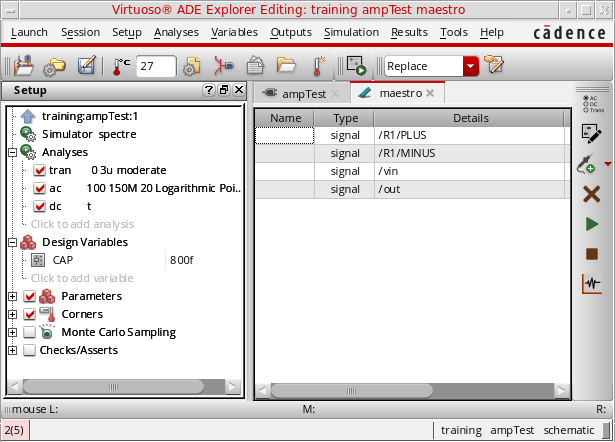 Virtuoso® ADE Explorer Editing: training ampTest maestro
Launch Session Setup Analyses Variables Outputs Simulation Results Tools Help cādence
°C 27 Replace
Setup ? ampTest maestro
training:ampTest:1
Simulator spectre
Analyses
tran 0 3u moderate
ac 100 150M 20 Logarithmic Poi..
dc t
Click to add analysis
Design Variables
CAP 800f
Click to add variable
Parameters
Corners
Monte Carlo Sampling
Checks/Asserts
Name Type Details
signal /R1/PLUS
signal /R1/MINUS
signal /vin
signal /out
AC
DC
Trans
mouse L: M: R:
2(5) training ampTest schematic